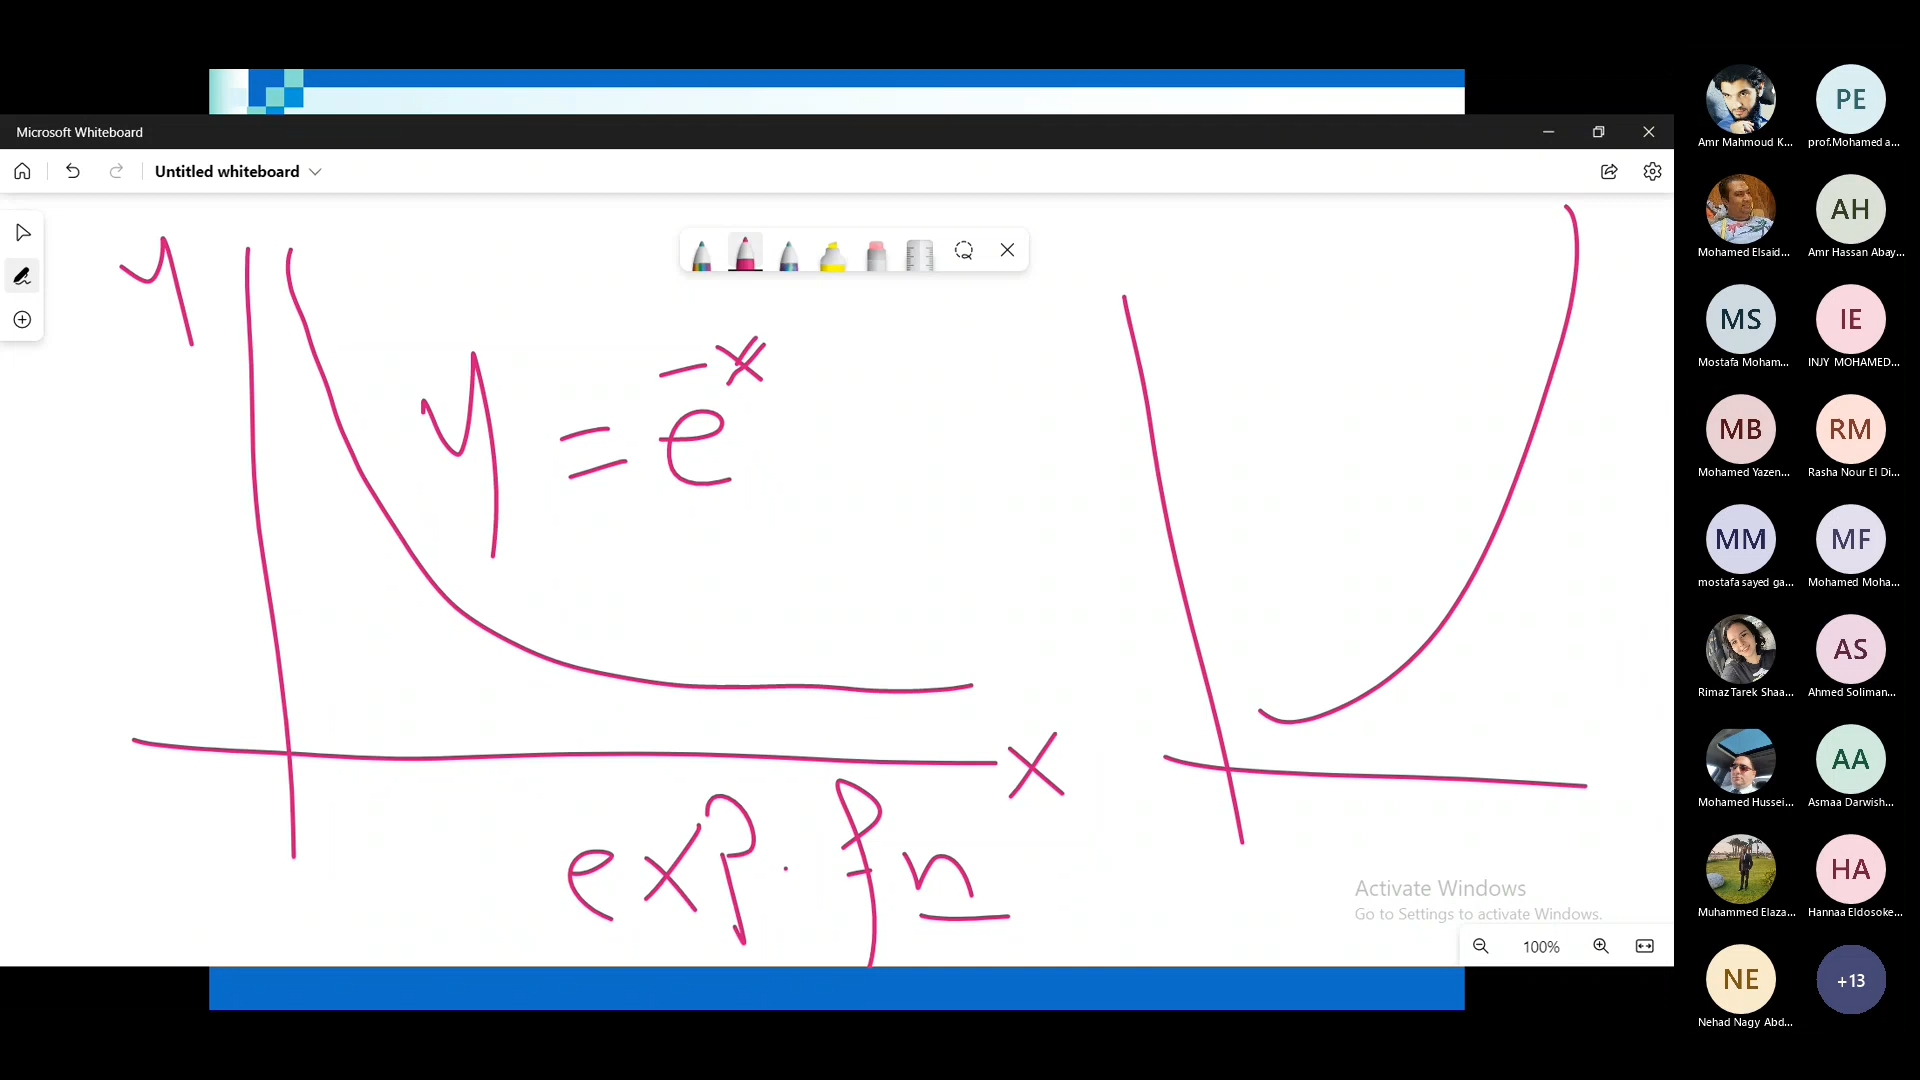 Microsoft Whiteboard
Untitled whiteboard
y
y = e^-x
x
exp. fn
Activate Windows
Go to Settings to activate Windows.
100%
PE
Amr Mahmoud K...
prof.Mohamed a...
AH
Mohamed Elsaid...
Amr Hassan Abay...
MS
IE
Mostafa Moham...
INJY MOHAMED...
MB
RM
Mohamed Yazen...
Rasha Nour El Di...
MM
MF
mostafa sayed ga...
Mohamed Moha...
AS
Rimaz Tarek Shaa...
Ahmed Soliman...
AA
Mohamed Hussei...
Asmaa Darwish...
HA
Muhammed Elaza...
Hannaa Eldosoke...
NE
+13
Nehad Nagy Abd...